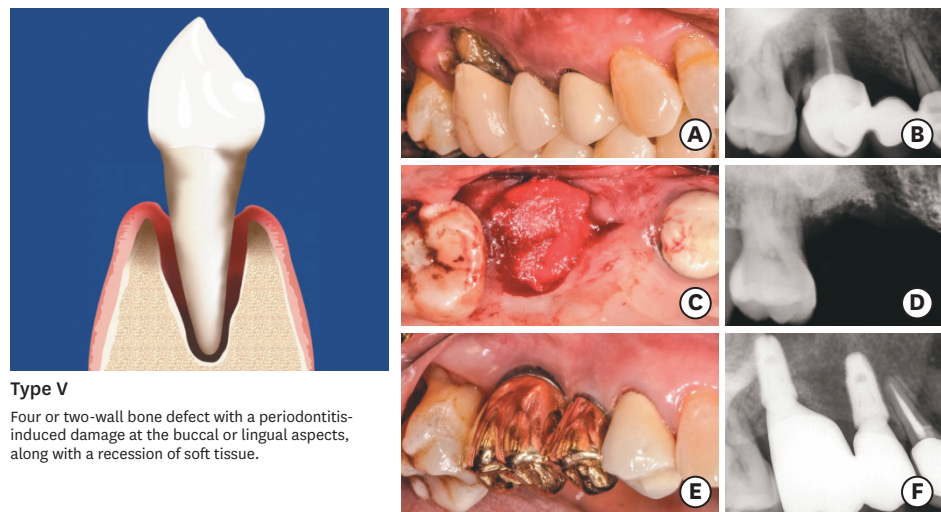 Type V
Four or two-wall bone defect with a periodontitis-
induced damage at the buccal or lingual aspects,
along with a recession of soft tissue.
A
B
C
D
E
F